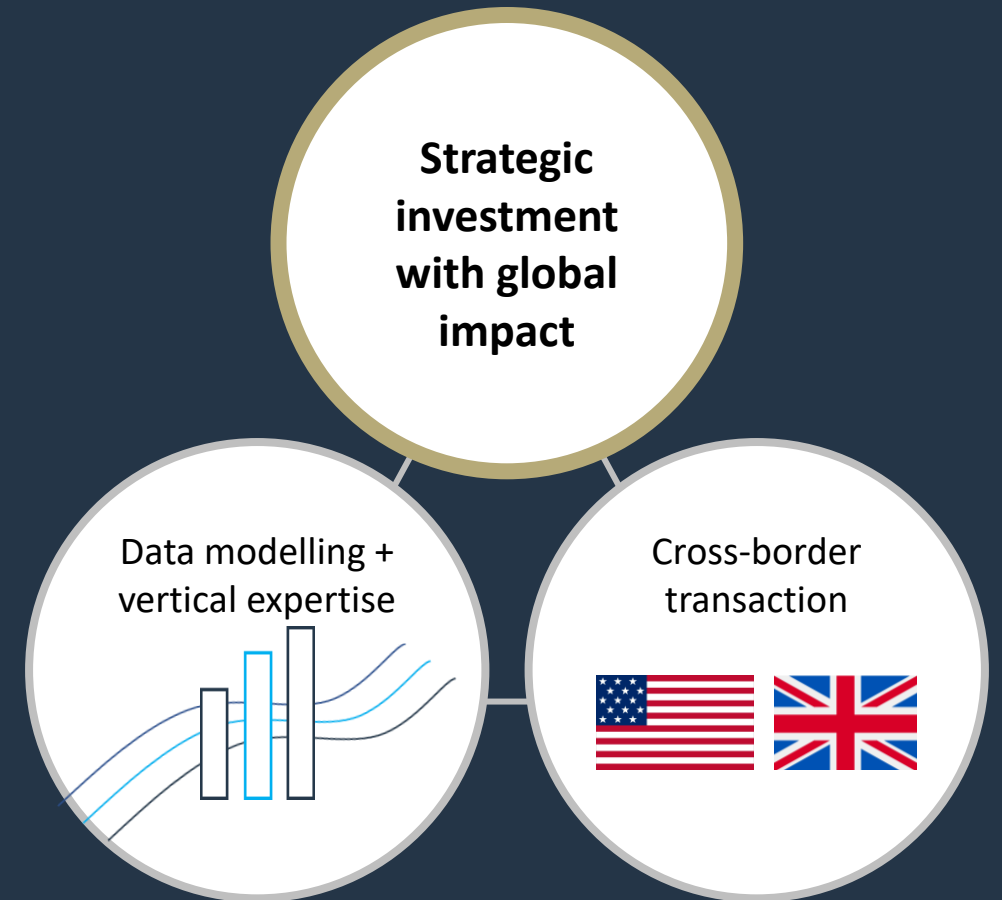 Strategic
investment
with global
impact
Data modelling +
vertical expertise
Cross-border
transaction